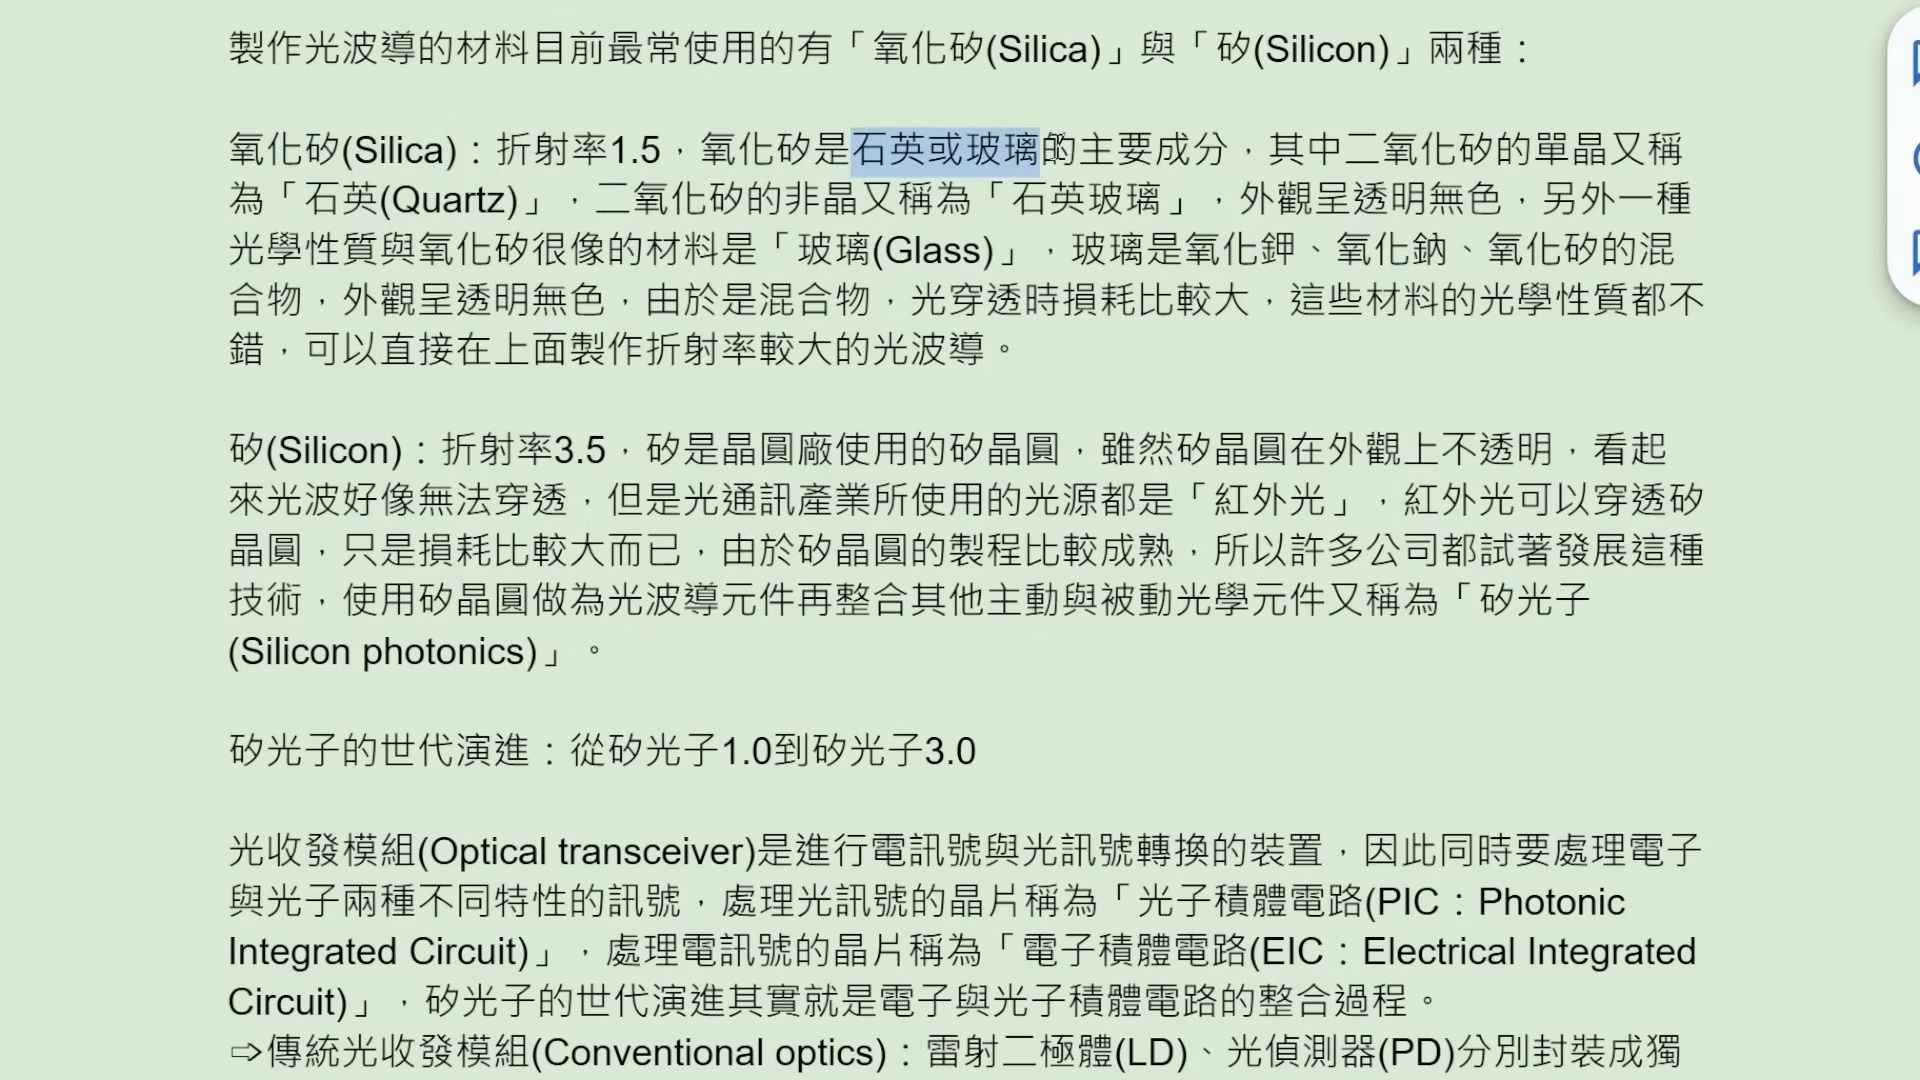 製作光波導的材料目前最常使用的有「氧化矽(Silica)」與「矽(Silicon)」兩種：
氧化矽(Silica)：折射率1.5，氧化矽是石英或玻璃的主要成分，其中二氧化矽的單晶又稱
為「石英(Quartz)」，二氧化矽的非晶又稱為「石英玻璃」，外觀呈透明無色，另外一種
光學性質與氧化矽很像的材料是「玻璃(Glass)」，玻璃是氧化鉀、氧化鈉、氧化矽的混
合物，外觀呈透明無色，由於是混合物，光穿透時損耗比較大，這些材料的光學性質都不
錯，可以直接在上面製作折射率較大的光波導。
矽(Silicon)：折射率3.5，矽是晶圓廠使用的矽晶圓，雖然矽晶圓在外觀上不透明，看起
來光波好像無法穿透，但是光通訊產業所使用的光源都是「紅外光」，紅外光可以穿透矽
晶圓，只是損耗比較大而已，由於矽晶圓的製程比較成熟，所以許多公司都試著發展這種
技術，使用矽晶圓做為光波導元件再整合其他主動與被動光學元件又稱為「矽光子
(Silicon photonics)」。
矽光子的世代演進：從矽光子1.0到矽光子3.0
光收發模組(Optical transceiver)是進行電訊號與光訊號轉換的裝置，因此同時要處理電子
與光子兩種不同特性的訊號，處理光訊號的晶片稱為「光子積體電路(PIC：Photonic
Integrated Circuit)」，處理電訊號的晶片稱為「電子積體電路(EIC：Electrical Integrated
Circuit)」，矽光子的世代演進其實就是電子與光子積體電路的整合過程。
⇨傳統光收發模組(Conventional optics)：雷射二極體(LD)、光偵測器(PD)分別封裝成獨